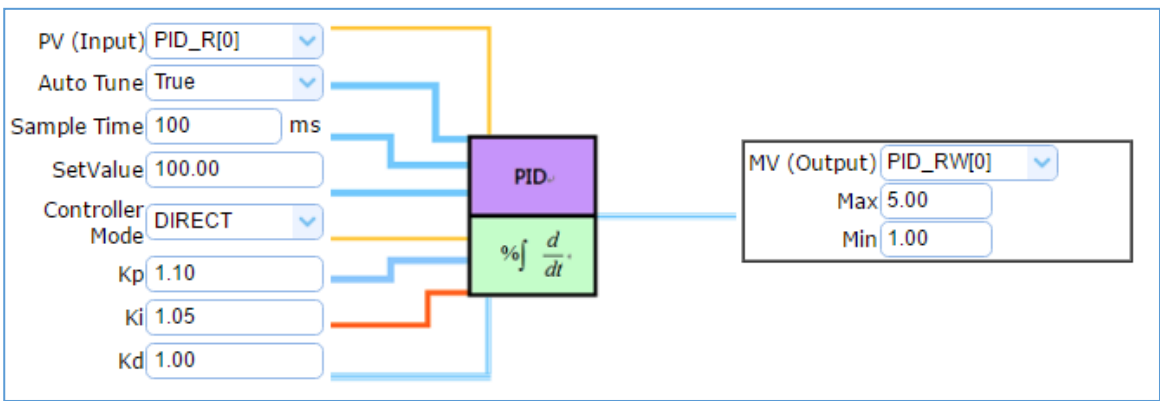 PV (Input) PID_R[0]
Auto Tune True
Sample Time 100 ms
SetValue 100.00
Controller
Mode DIRECT
Kp 1.10
Ki 1.05
Kd 1.00
PID
%∫ d/dt
MV (Output) PID_RW[0]
Max 5.00
Min 1.00